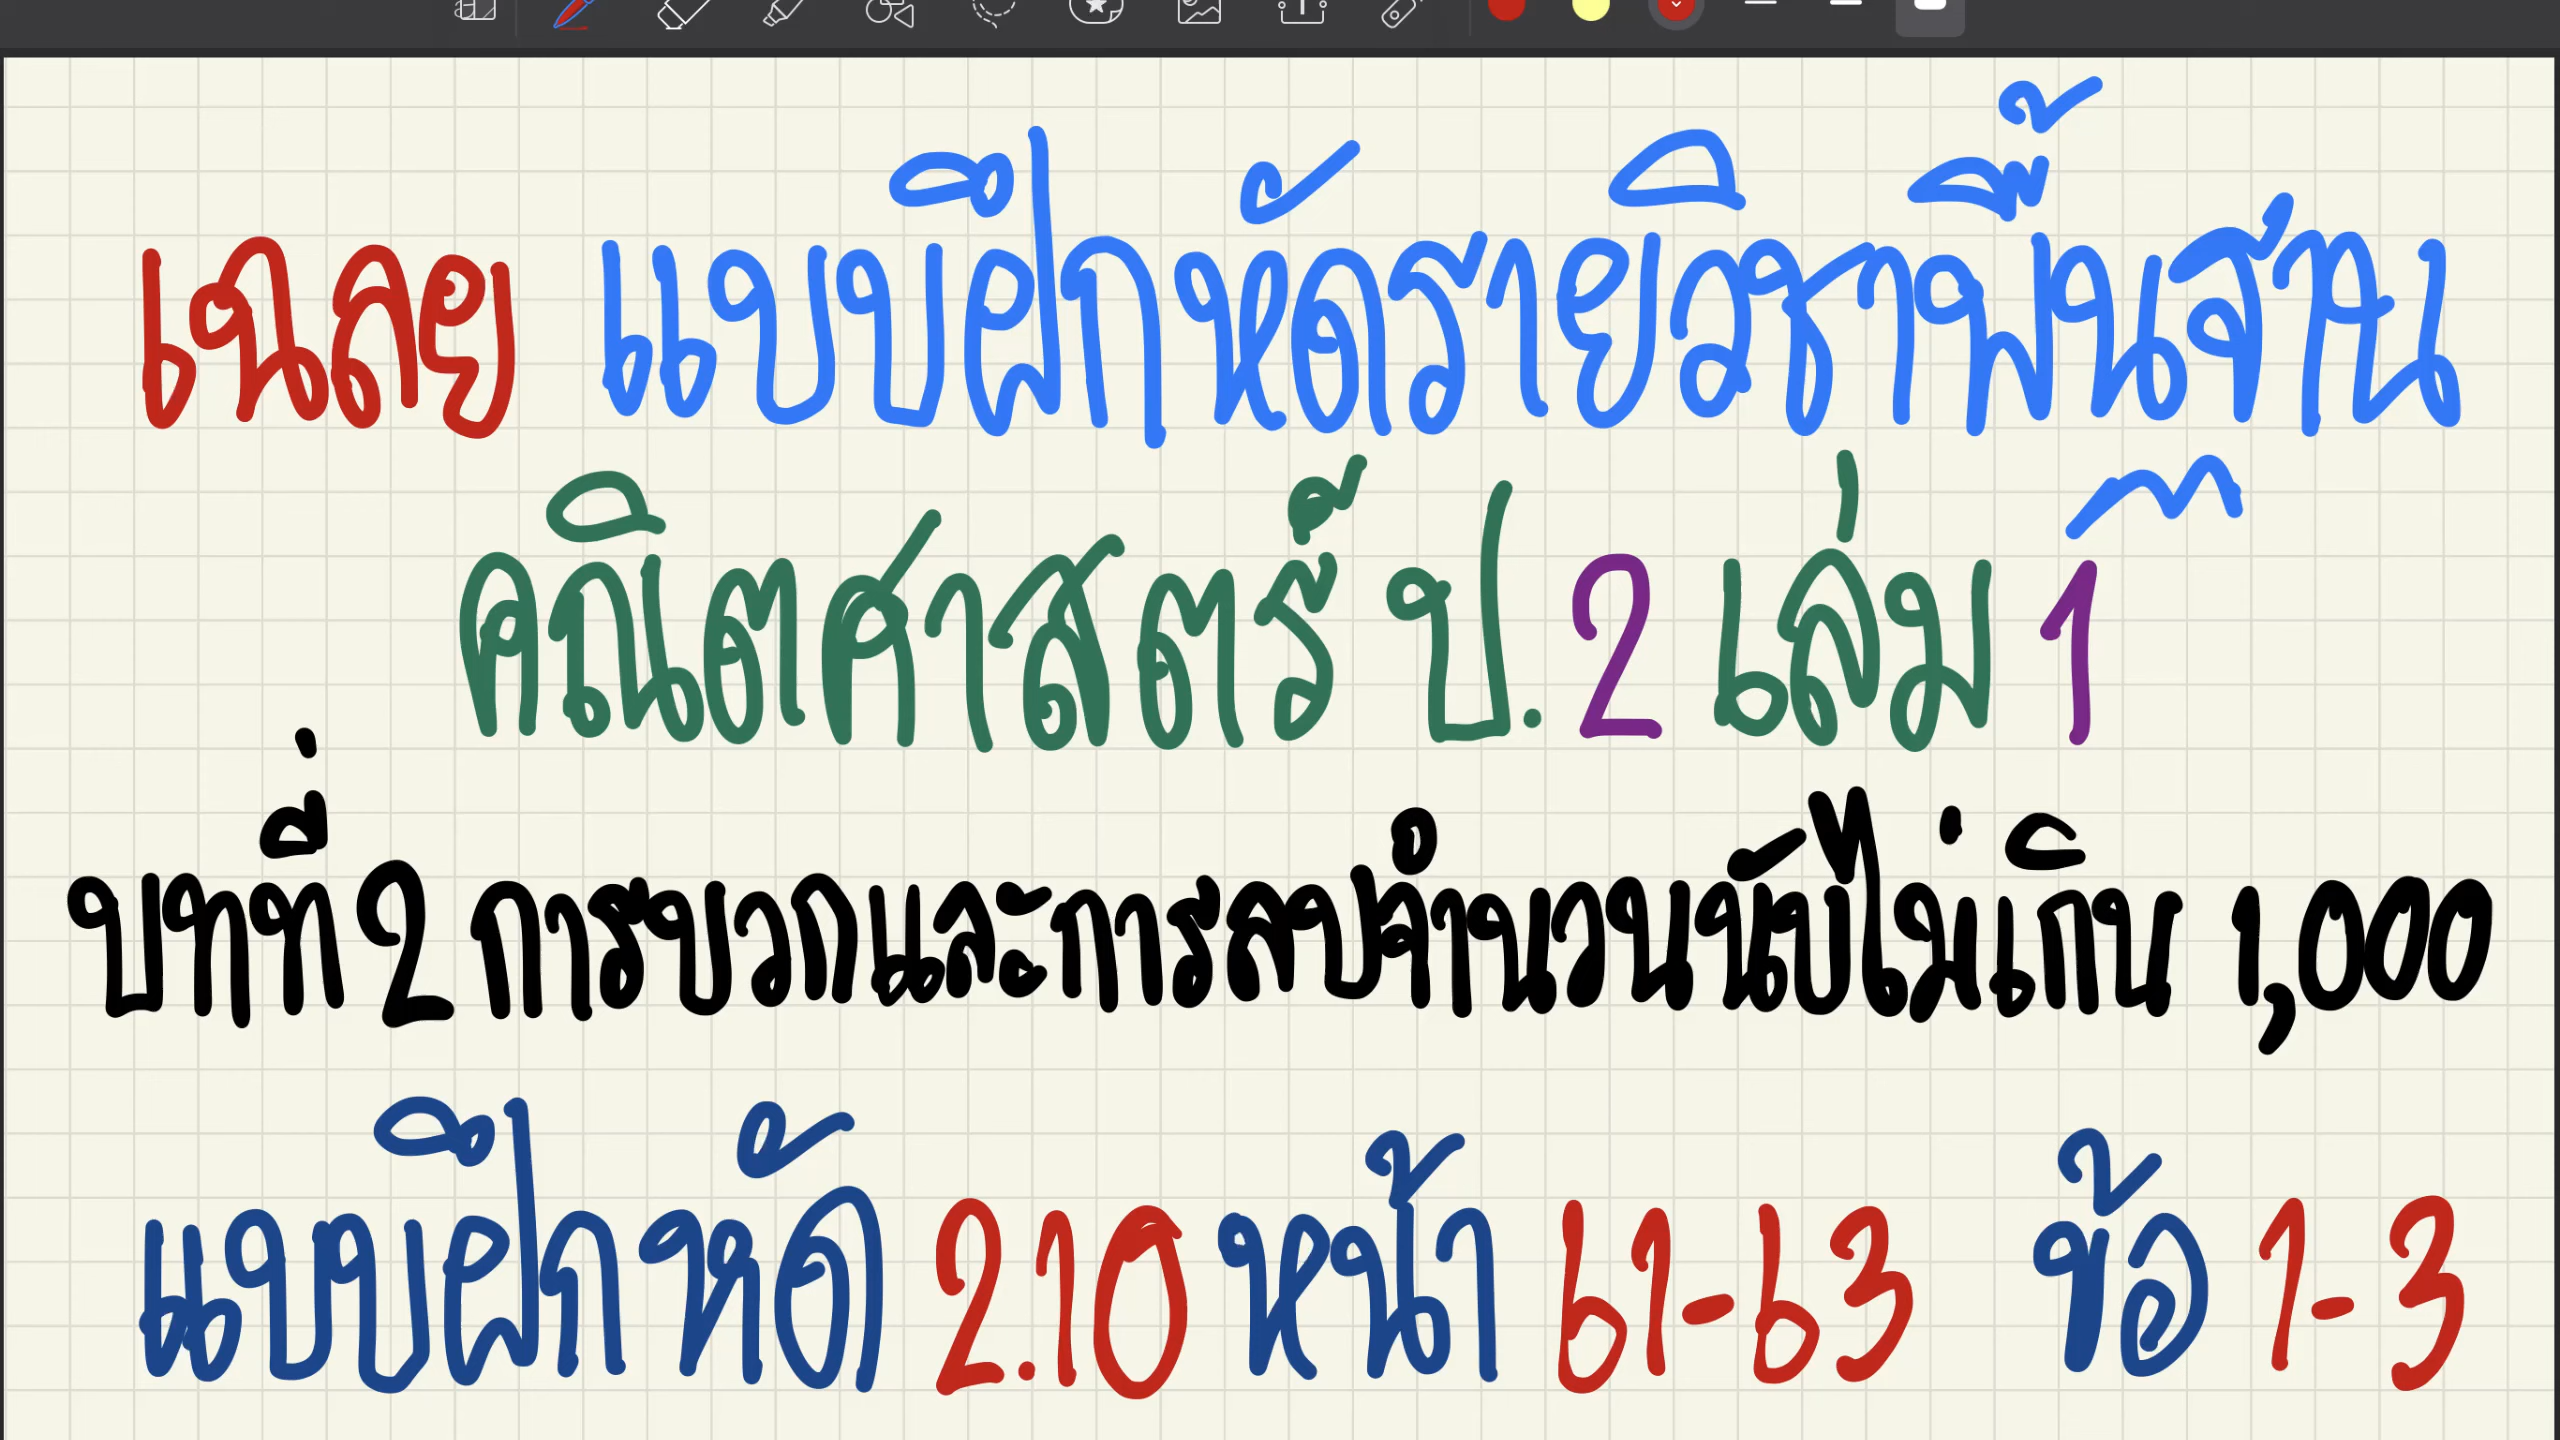 เฉลย แบบฝึกหัดรายวิชาพื้นฐาน
คณิตศาสตร์ ป. 2 เล่ม 1
บทที่ 2 การบวกและการลบจำนวนนับไม่เกิน 1,000
แบบฝึกหัด 2.10 หน้า 61-63 ข้อ 1-3